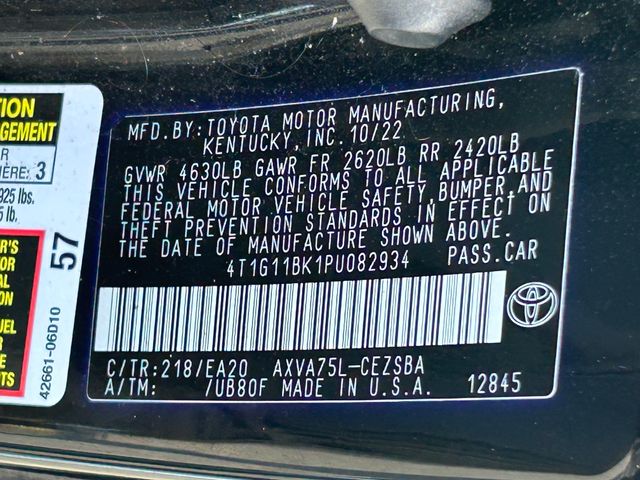 MFD. BY: TOYOTA MOTOR MANUFACTURING,
KENTUCKY, INC. 10/22
GVWR 4630LB GAWR FR 2620LB RR 2420LB
THIS VEHICLE CONFORMS TO ALL APPLICABLE
FEDERAL MOTOR VEHICLE SAFETY, BUMPER, AND
THEFT PREVENTION STANDARDS IN EFFECT ON
THE DATE OF MANUFACTURE SHOWN ABOVE.
4T1G11BK1PU082934 PASS.CAR
C/TR: 218/EA20 AXVA75L-CEZSBA
A/TM: /UB80F MADE IN U.S.A. 12845
3
925 lbs.
lb.
57
42661-06D10